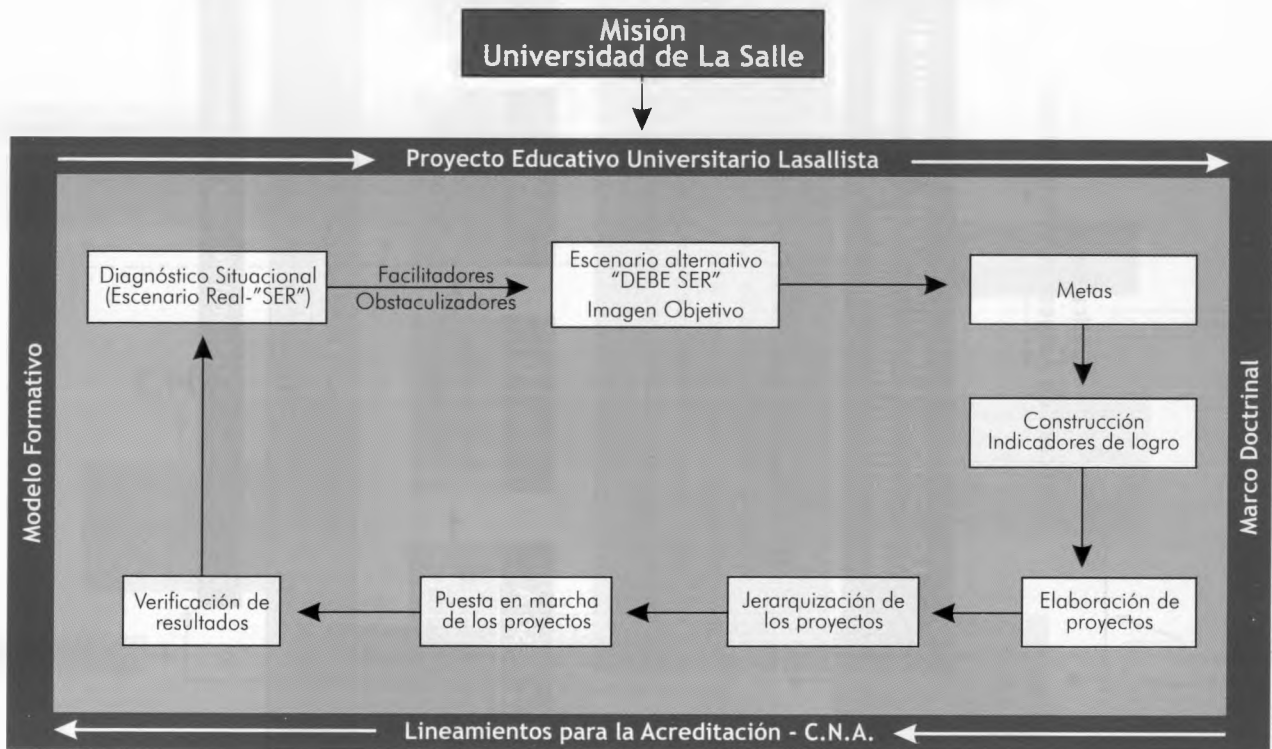 Misión
Universidad de La Salle
Proyecto Educativo Universitario Lasallista
Modelo Formativo
Marco Doctrinal
Diagnóstico Situacional
(Escenario Real-"SER")
Facilitadores
Obstaculizadores
Escenario alternativo
"DEBE SER"
Imagen Objetivo
Metas
Construcción
Indicadores de logro
Elaboración de
proyectos
Jerarquización de
los proyectos
Puesta en marcha
de los proyectos
Verificación de
resultados
Lineamientos para la Acreditación - C.N.A.